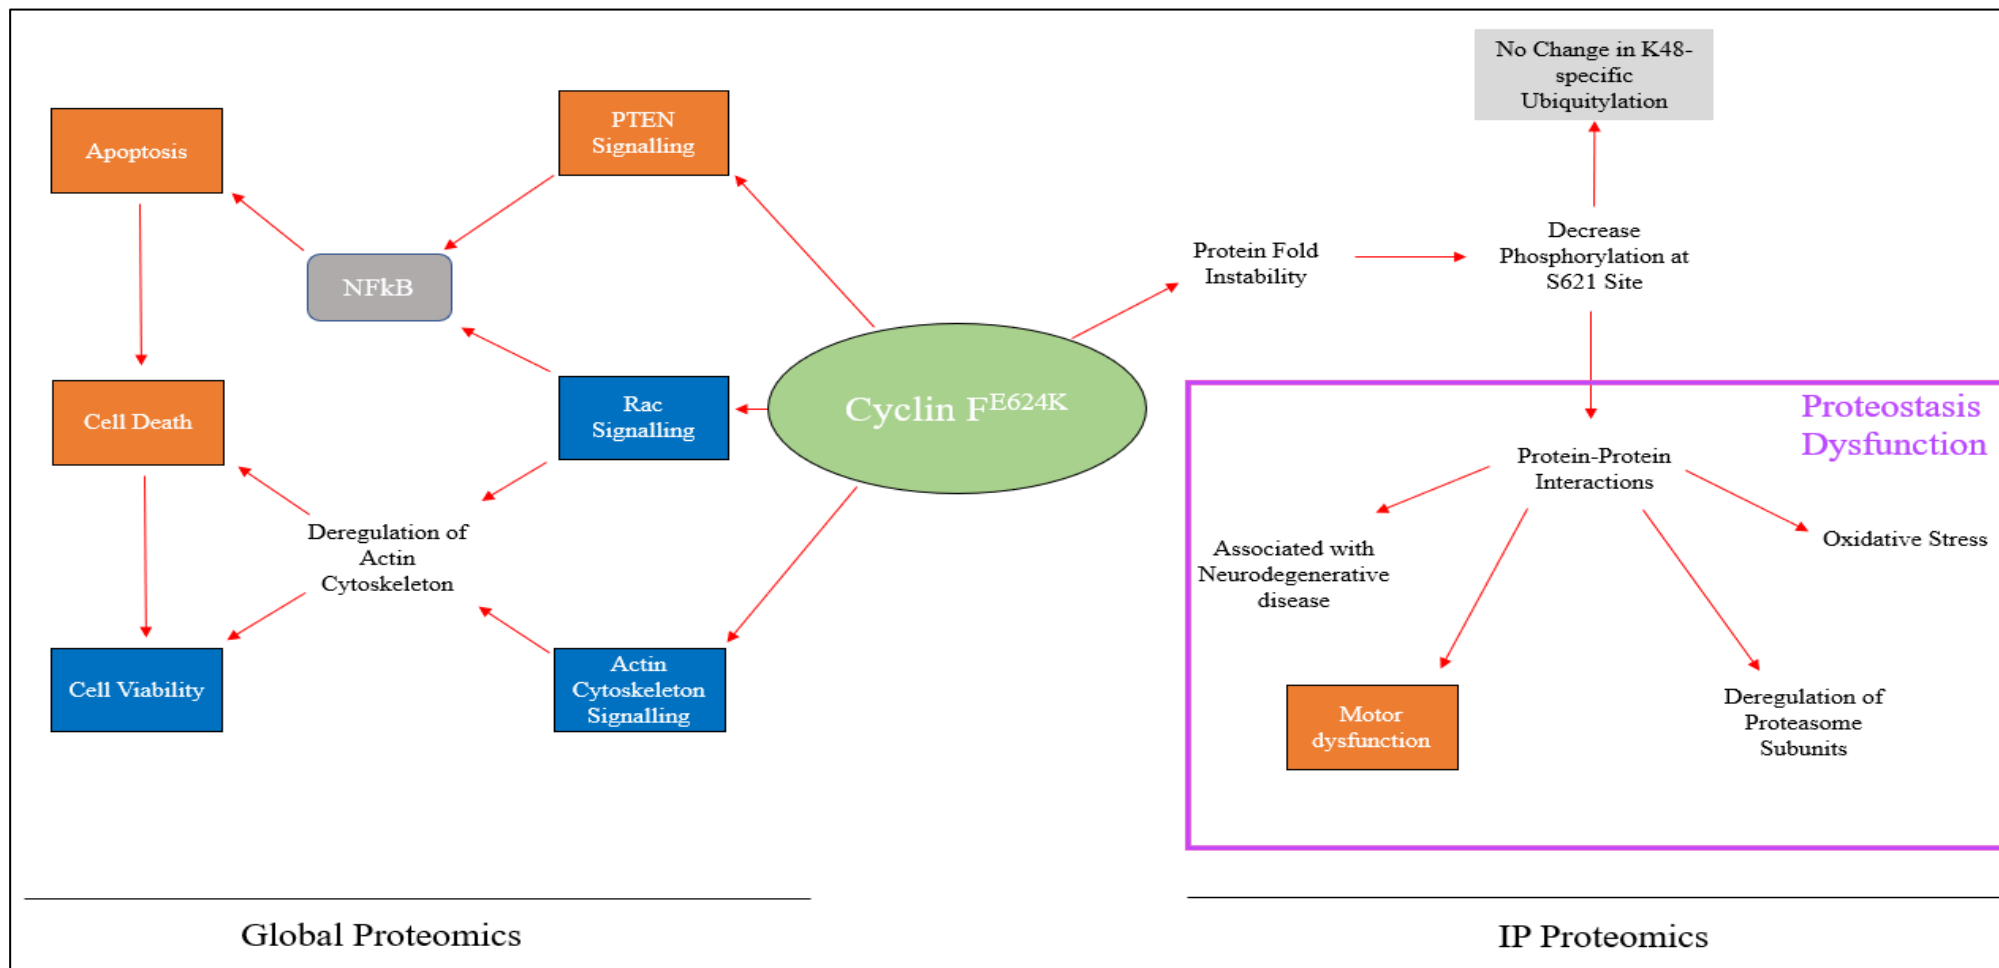 No Change in K48-
specific
Ubiquitylation
PTEN
Signalling
Apoptosis
Decrease
Phosphorylation at
S621 Site
Protein Fold
Instability
NFkB
Cyclin F^E624K
Rac
Signalling
Cell Death
Proteostasis
Dysfunction
Protein-Protein
Interactions
Deregulation of
Actin
Cytoskeleton
Oxidative Stress
Associated with
Neurodegenerative
disease
Cell Viability
Actin
Cytoskeleton
Signalling
Motor
dysfunction
Deregulation of
Proteasome
Subunits
Global Proteomics
IP Proteomics